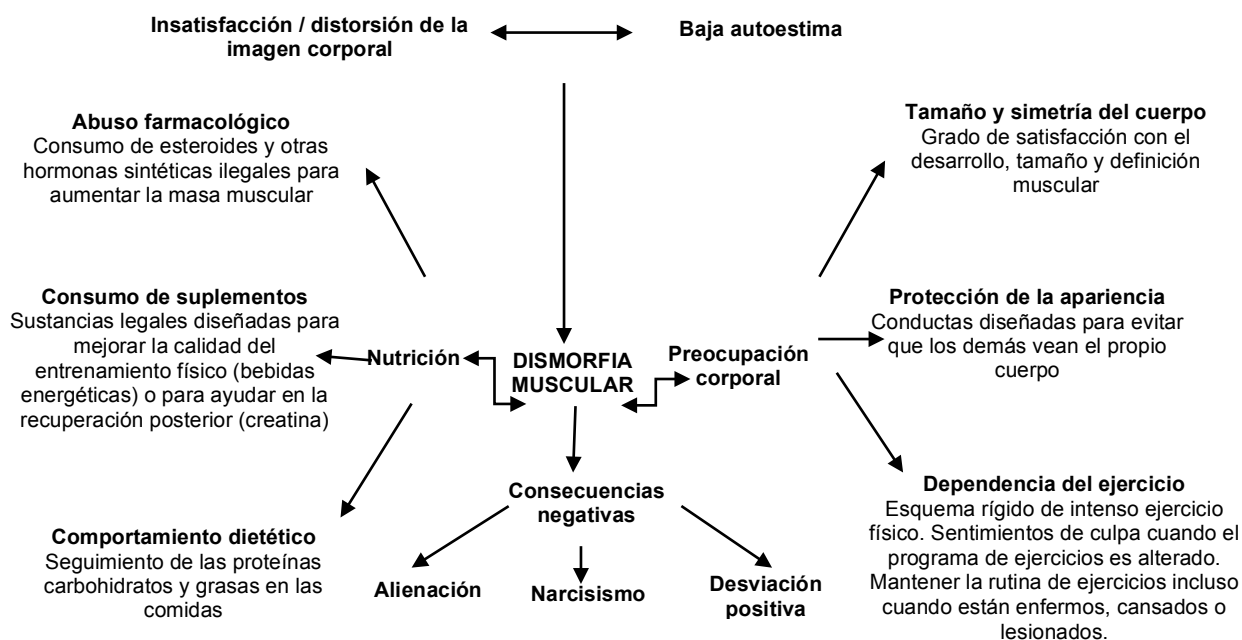 Insatisfacción / distorsión de la
imagen corporal
Baja autoestima
Abuso farmacológico
Consumo de esteroides y otras
hormonas sintéticas ilegales para
aumentar la masa muscular
Tamaño y simetría del cuerpo
Grado de satisfacción con el
desarrollo, tamaño y definición
muscular
Consumo de suplementos
Sustancias legales diseñadas para
mejorar la calidad del
entrenamiento físico (bebidas
energéticas) o para ayudar en la
recuperación posterior (creatina)
Nutrición
DISMORFIA
MUSCULAR
Preocupación
corporal
Protección de la apariencia
Conductas diseñadas para evitar
que los demás vean el propio
cuerpo
Comportamiento dietético
Seguimiento de las proteínas
carbohidratos y grasas en las
comidas
Consecuencias
negativas
Alienación
Narcisismo
Desviación
positiva
Dependencia del ejercicio
Esquema rígido de intenso ejercicio
físico. Sentimientos de culpa cuando el
programa de ejercicios es alterado.
Mantener la rutina de ejercicios incluso
cuando están enfermos, cansados o
lesionados.